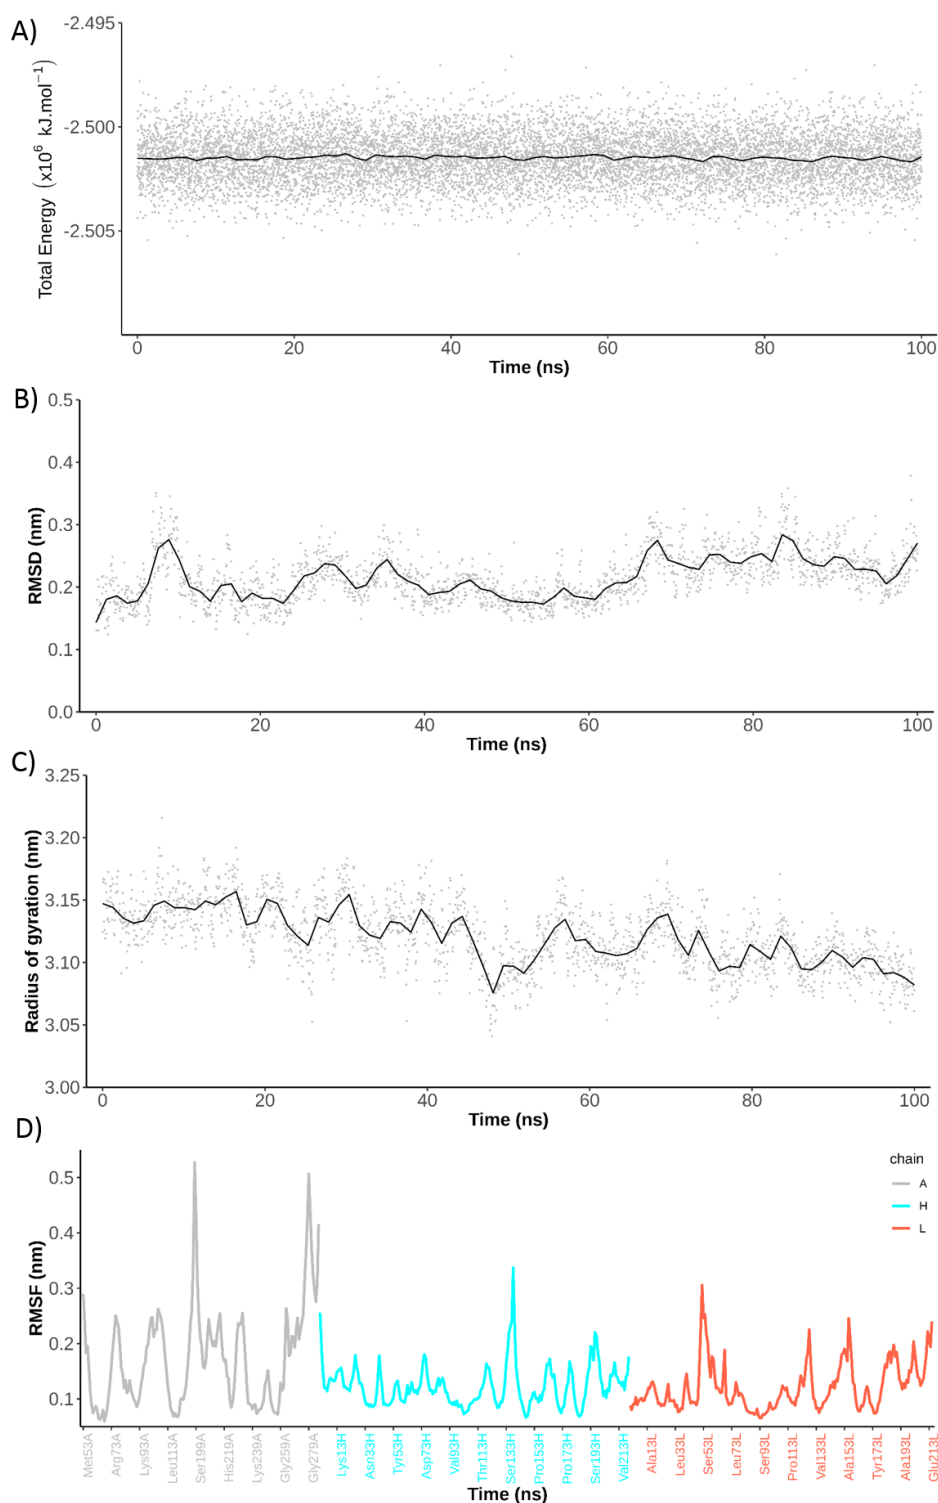 A)
Total Energy (x10⁶ kJ.mol⁻¹)
-2.495
-2.500
-2.505
0 20 40 60 80 100
Time (ns)
B)
RMSD (nm)
0.5
0.4
0.3
0.2
0.1
0.0
0 20 40 60 80 100
Time (ns)
C)
Radius of gyration (nm)
3.25
3.20
3.15
3.10
3.05
3.00
0 20 40 60 80 100
Time (ns)
D)
RMSF (nm)
0.5
0.4
0.3
0.2
0.1
chain
A
H
L
Met53A Arg73A Lys93A Leu113A Ser199A His219A Lys239A Gly259A Gly279A Lys13H Asn33H Tyr53H Asp73H Val93H Thr113H Ser133H Pro153H Pro173H Ser193H Val213H Ala13L Leu33L Ser53L Leu73L Ser93L Pro113L Val133L Ala153L Tyr173L Ala193L Glu213L
Time (ns)